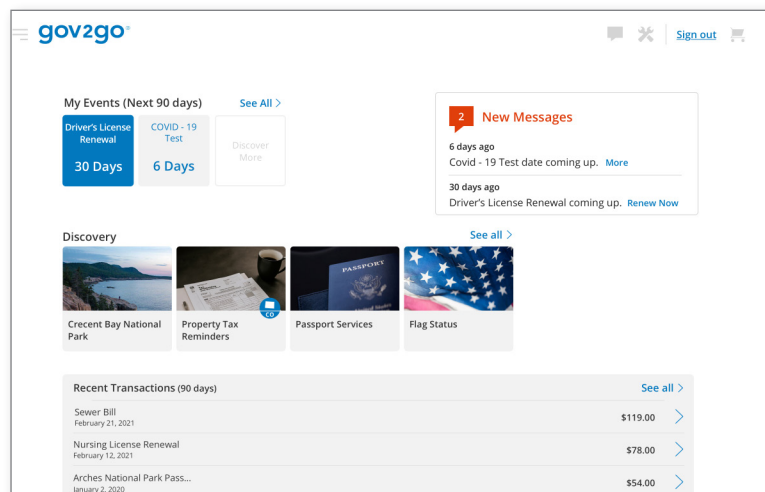 gov2go®
Sign out
My Events (Next 90 days)
See All >
Driver's License
Renewal
30 Days
COVID - 19
Test
6 Days
Discover
More
2 New Messages
6 days ago
Covid - 19 Test date coming up. More
30 days ago
Driver's License Renewal coming up. Renew Now
Discovery
See all >
PASSPORT
CO
Crecent Bay National
Park
Property Tax
Reminders
Passport Services
Flag Status
Recent Transactions (90 days)
See all >
Sewer Bill
February 21, 2021
$119.00
Nursing License Renewal
February 12, 2021
$78.00
Arches National Park Pass...
January 2, 2020
$54.00